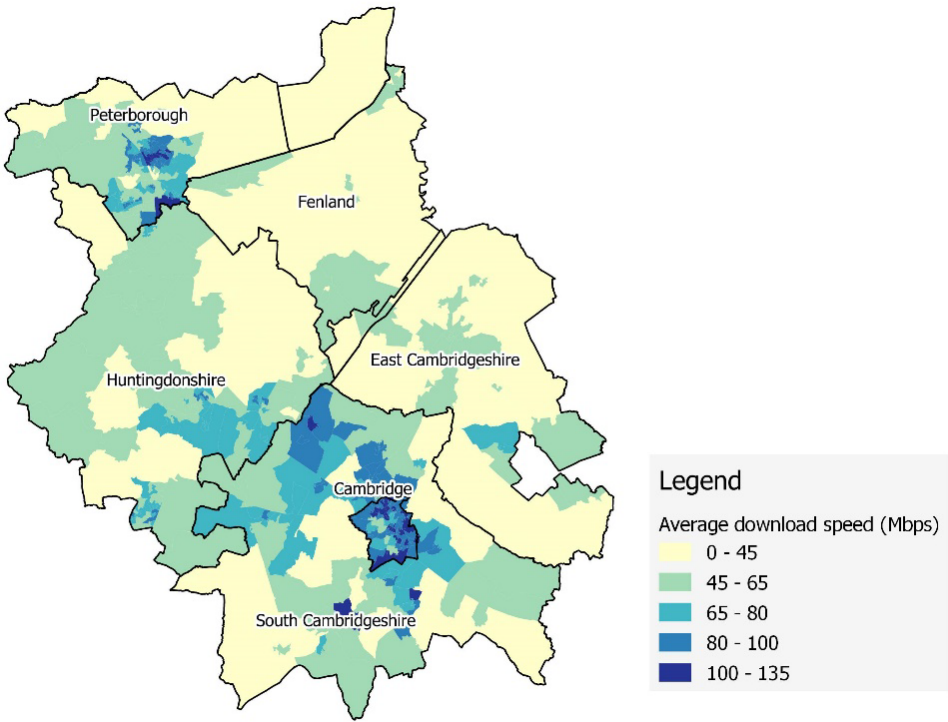 Peterborough
Fenland
East Cambridgeshire
Huntingdonshire
Cambridge
South Cambridgeshire
Legend
Average download speed (Mbps)
0 - 45
45 - 65
65 - 80
80 - 100
100 - 135